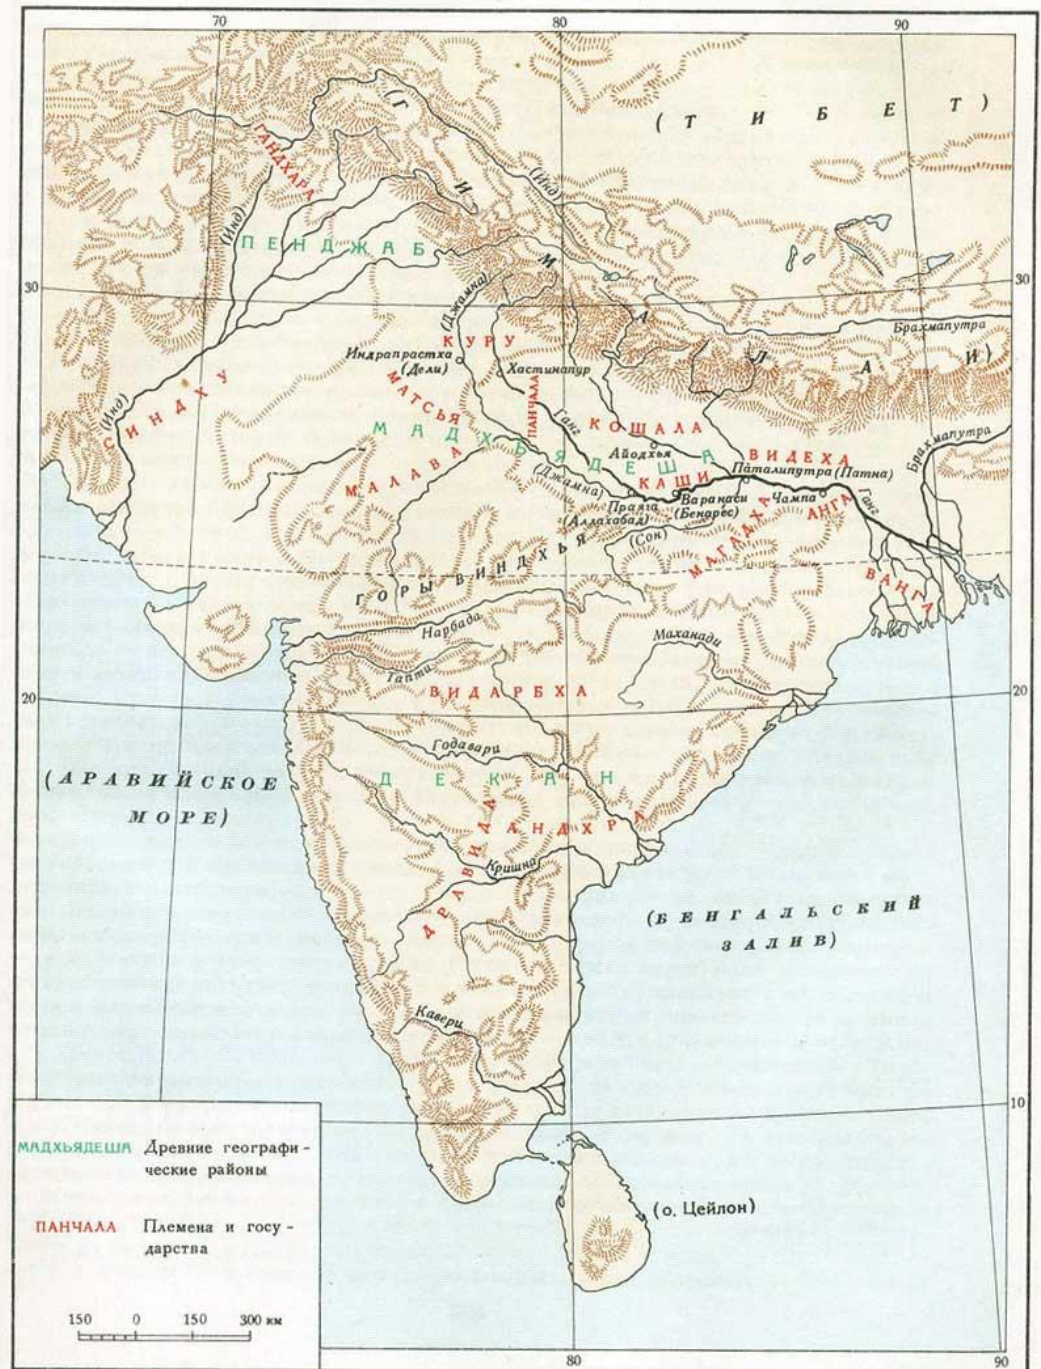 70 80 90
(ТИБЕТ)
(ГИМАЛАИ)
ГАНДХАРА
(Инд)
(Инд)
ПЕНДЖАБ
30 30
(Джамна)
Брахмапутра
КУРУ
Индрапрастха
(Дели)
Хастинапур
СИНДХУ
(Инд)
МАТСЬЯ
ПАНЧАЛА
Ганг
КОШАЛА
МАДХЬЯДЕША
Айодхья
ВИДЕХА
Брахмапутра
МАЛАВА
(Джамна)
КАШИ
Паталипутра (Патна)
Праяга
(Аллахабад)
Варанаси
(Бенарес)
Чампа
АНГА
Ганг
(Сон)
МАГАДХА
ГОРЫ ВИНДХЬЯ
ВАНГА
Нарбада
Маханади
Тапти
ВИДАРБХА
20 20
Годавари
(АРАВИЙСКОЕ
МОРЕ)
ДЕКАН
АНДХРА
ДРАВИДА
Кришна
(БЕНГАЛЬСКИЙ
ЗАЛИВ)
Кавери
10
(о. Цейлон)
МАДХЬЯДЕША Древние географи-
ческие районы
ПАНЧАЛА Племена и госу-
дарства
150 0 150 300 км
80 90